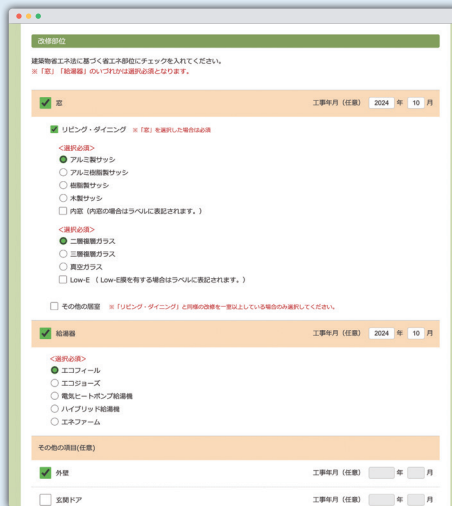 改修部位
建築物省エネ法に基づく省エネ部位にチェックを入れてください。
※「窓」「給湯器」のいづれかは選択必須となります。
窓 工事年月（任意） 2024 年 10 月
リビング・ダイニング ※「窓」を選択した場合は必須
＜選択必須＞
アルミ製サッシ
アルミ樹脂製サッシ
樹脂製サッシ
木製サッシ
内窓（内窓の場合はラベルに表記されます。）
＜選択必須＞
二層複層ガラス
三層複層ガラス
真空ガラス
Low-E （ Low-E膜を有する場合はラベルに表記されます。）
その他の居室 ※「リビング・ダイニング」と同様の改修を一室以上している場合のみ選択してください。
給湯器 工事年月（任意） 2024 年 10 月
＜選択必須＞
エコフィール
エコジョーズ
電気ヒートポンプ給湯機
ハイブリッド給湯機
エネファーム
その他の項目(任意)
外壁 工事年月（任意） 年 月
玄関ドア 工事年月（任意） 年 月